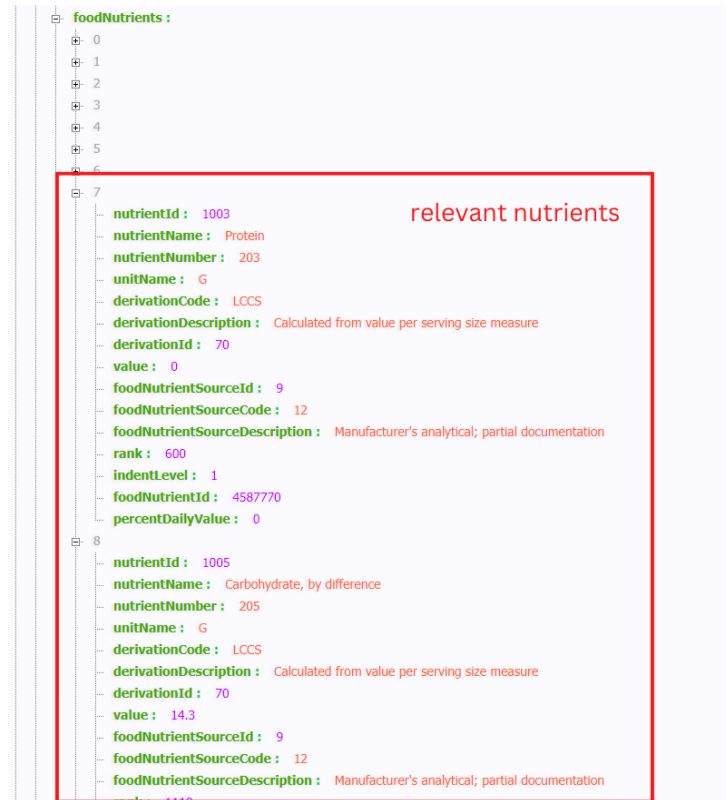 foodNutrients :
0
1
2
3
4
5
6
7
relevant nutrients
nutrientId : 1003
nutrientName : Protein
nutrientNumber : 203
unitName : G
derivationCode : LCCS
derivationDescription : Calculated from value per serving size measure
derivationId : 70
value : 0
foodNutrientSourceId : 9
foodNutrientSourceCode : 12
foodNutrientSourceDescription : Manufacturer's analytical; partial documentation
rank : 600
indentLevel : 1
foodNutrientId : 4587770
percentDailyValue : 0
8
nutrientId : 1005
nutrientName : Carbohydrate, by difference
nutrientNumber : 205
unitName : G
derivationCode : LCCS
derivationDescription : Calculated from value per serving size measure
derivationId : 70
value : 14.3
foodNutrientSourceId : 9
foodNutrientSourceCode : 12
foodNutrientSourceDescription : Manufacturer's analytical; partial documentation